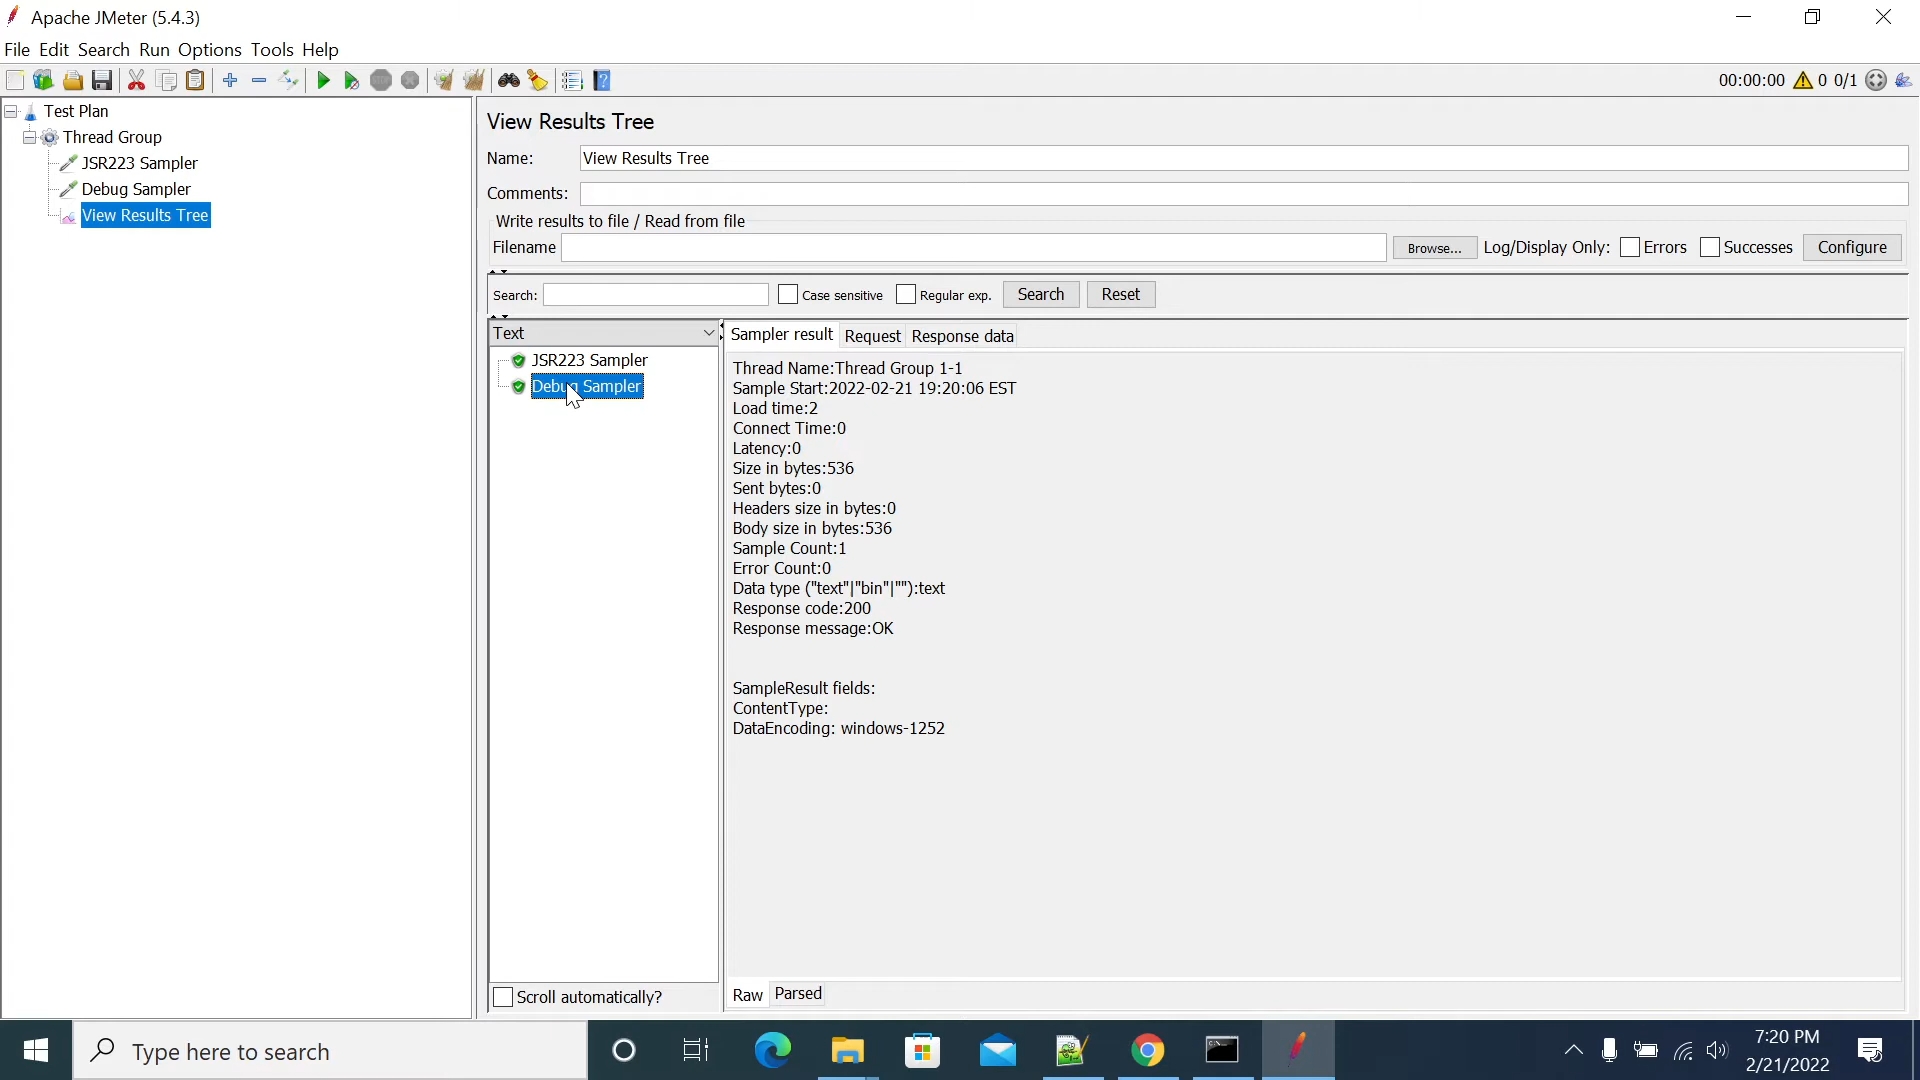 Apache JMeter (5.4.3)
File Edit Search Run Options Tools Help
00:00:00 0 0/1
Test Plan
Thread Group
JSR223 Sampler
Debug Sampler
View Results Tree
View Results Tree
Name: View Results Tree
Comments:
Write results to file / Read from file
Filename Browse... Log/Display Only: Errors Successes Configure
Search: Case sensitive Regular exp. Search Reset
Text
JSR223 Sampler
Debug Sampler
Scroll automatically?
Sampler result Request Response data
Thread Name:Thread Group 1-1
Sample Start:2022-02-21 19:20:06 EST
Load time:2
Connect Time:0
Latency:0
Size in bytes:536
Sent bytes:0
Headers size in bytes:0
Body size in bytes:536
Sample Count:1
Error Count:0
Data type ("text"|"bin"|""):text
Response code:200
Response message:OK
SampleResult fields:
ContentType:
DataEncoding: windows-1252
Raw Parsed
Type here to search
7:20 PM
2/21/2022